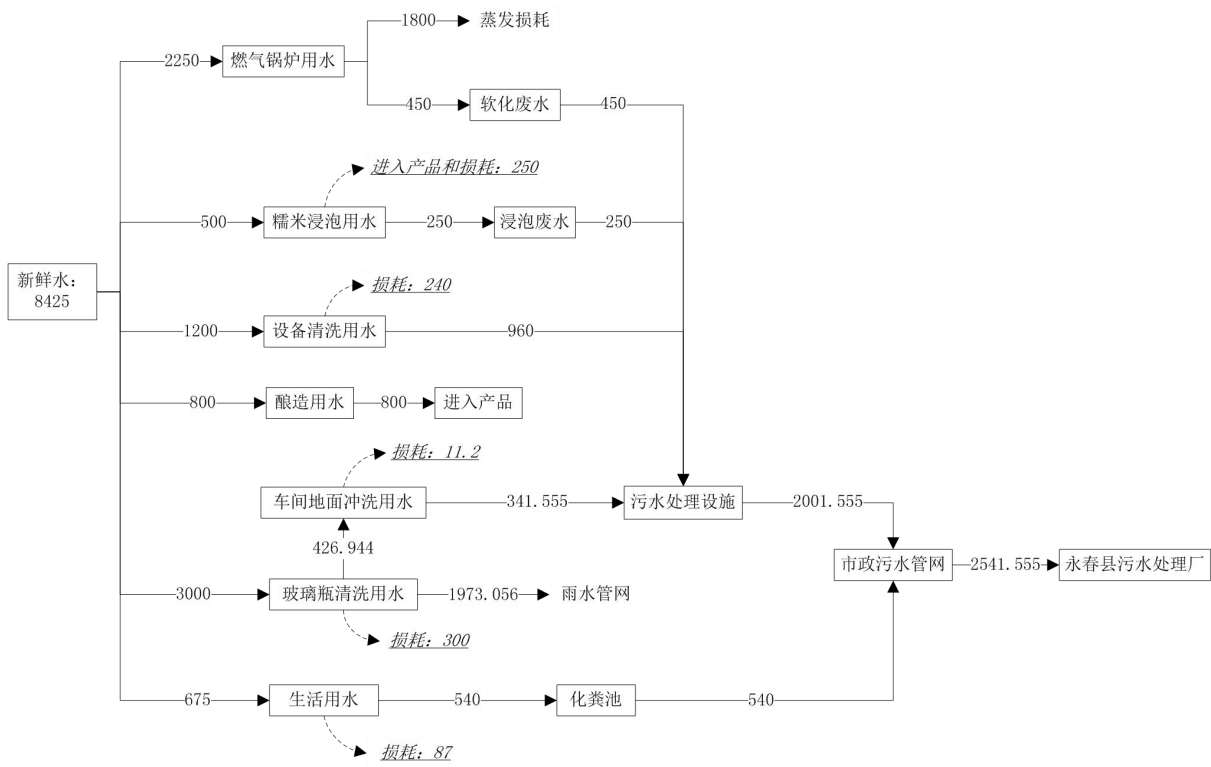 1800
蒸发损耗
2250
燃气锅炉用水
450
软化废水
450
进入产品和损耗：250
500
糯米浸泡用水
250
浸泡废水
250
新鲜水：
8425
损耗：240
1200
设备清洗用水
960
800
酿造用水
800
进入产品
损耗：11.2
车间地面冲洗用水
341.555
污水处理设施
2001.555
426.944
市政污水管网
2541.555
永春县污水处理厂
3000
玻璃瓶清洗用水
1973.056
雨水管网
损耗：300
675
生活用水
540
化粪池
540
损耗：87